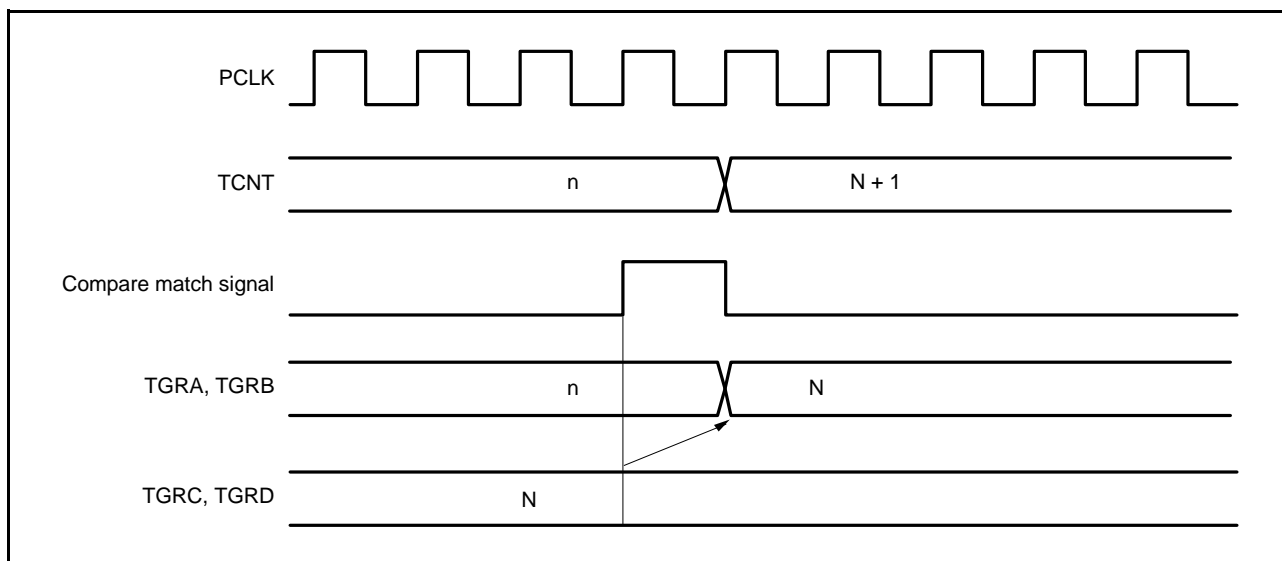 PCLK
TCNT
n
N + 1
Compare match signal
TGRA, TGRB
n
N
TGRC, TGRD
N